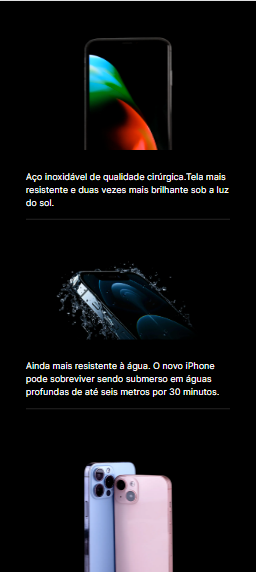 Aço inoxidável de qualidade cirúrgica.Tela mais
resistente e duas vezes mais brilhante sob a luz
do sol.
Ainda mais resistente à água. O novo iPhone
pode sobreviver sendo submerso em águas
profundas de até seis metros por 30 minutos.